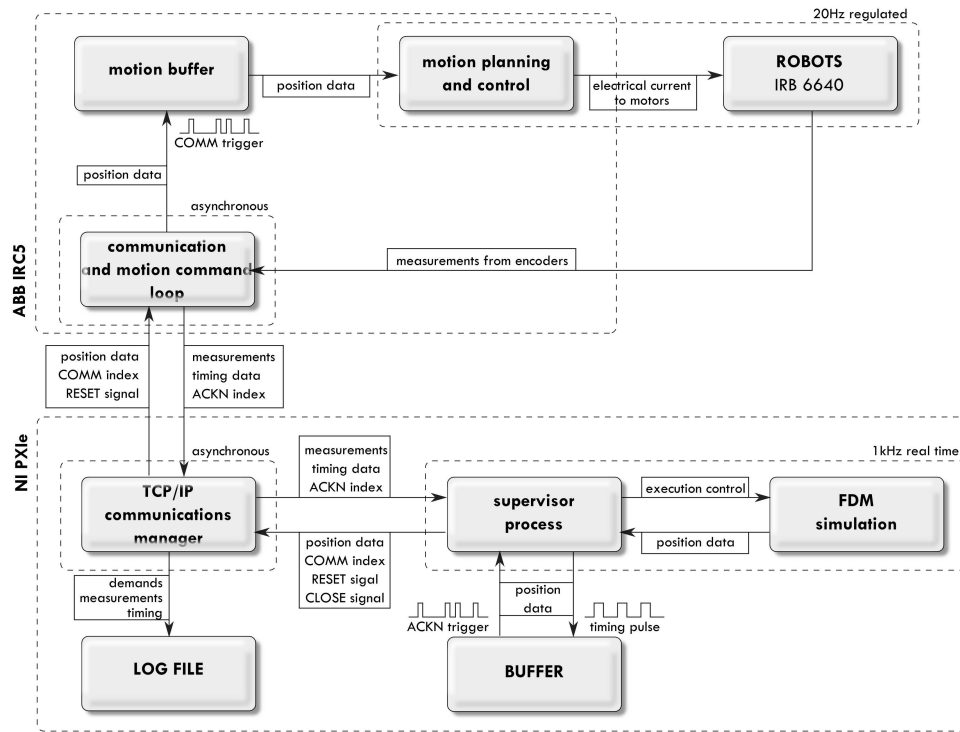 20Hz regulated
motion buffer
position data
motion planning
and control
electrical current
to motors
ROBOTS
IRB 6640
COMM trigger
position data
asynchronous
communication
and motion command
loop
measurements from encoders
ABB IRC5
position data
COMM index
RESET signal
measurements
timing data
ACKN index
NI PXIe
asynchronous
1kHz real time
TCP/IP
communications
manager
measurements
timing data
ACKN index
supervisor
process
execution control
FDM
simulation
position data
position data
COMM index
RESET sigal
CLOSE signal
demands
measurements
timing
position
data
ACKN trigger
timing pulse
LOG FILE
BUFFER